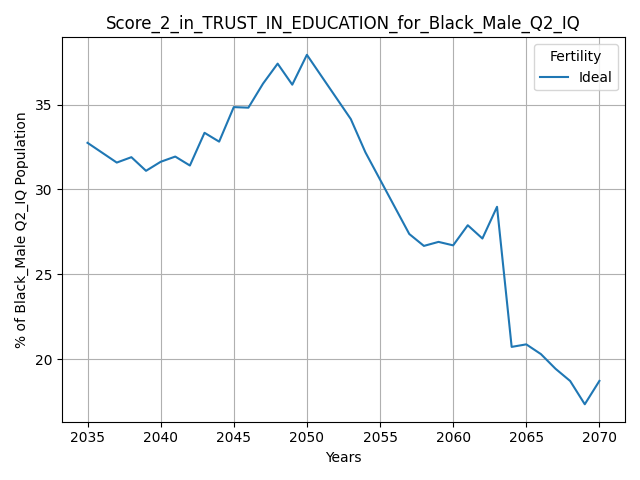 Score_2_in_TRUST_IN_EDUCATION_for_Black_Male_Q2_IQ
Fertility
Ideal
% of Black_Male Q2_IQ Population
35
30
25
20
2035 2040 2045 2050 2055 2060 2065 2070
Years